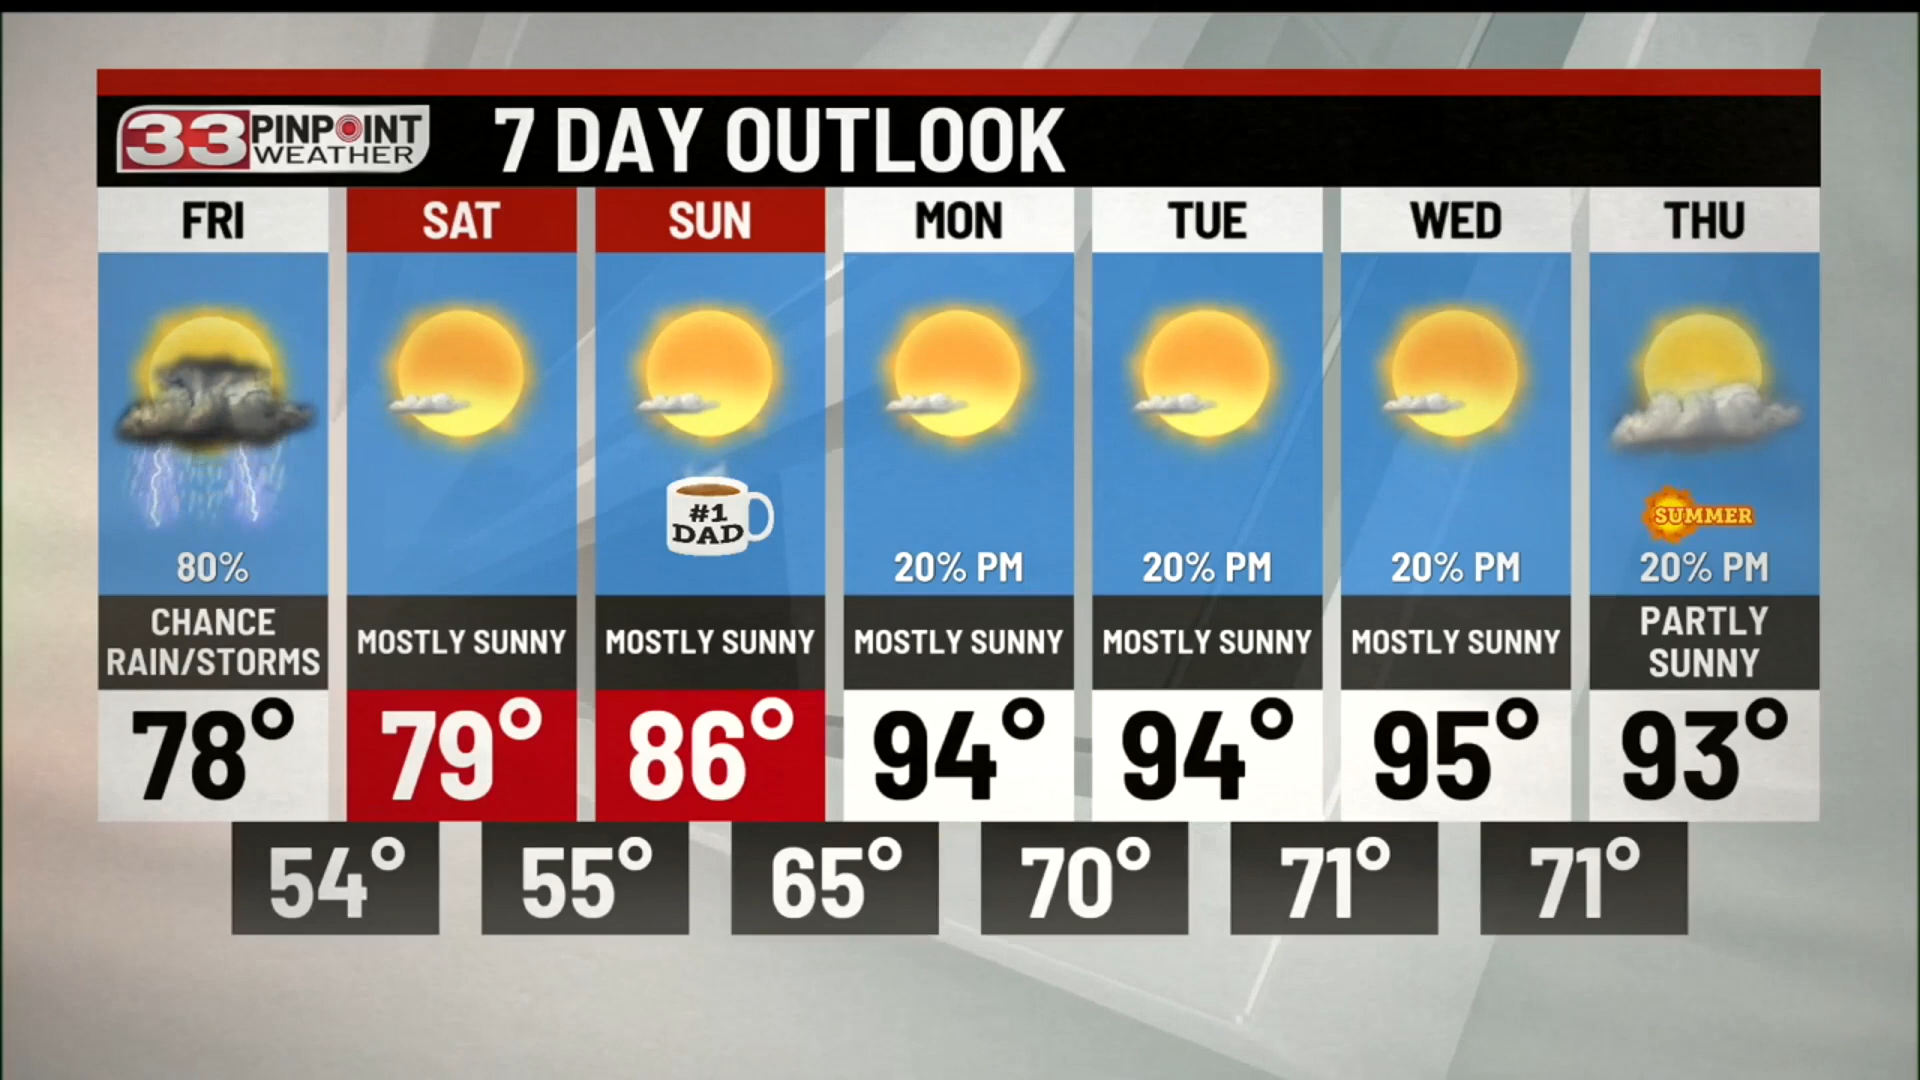 33 PINPOINT WEATHER
7 DAY OUTLOOK
FRI SAT SUN MON TUE WED THU
#1
DAD
SUMMER
80% 20% PM 20% PM 20% PM 20% PM
CHANCE RAIN/STORMS MOSTLY SUNNY MOSTLY SUNNY MOSTLY SUNNY MOSTLY SUNNY MOSTLY SUNNY PARTLY SUNNY
78° 79° 86° 94° 94° 95° 93°
54° 55° 65° 70° 71° 71°